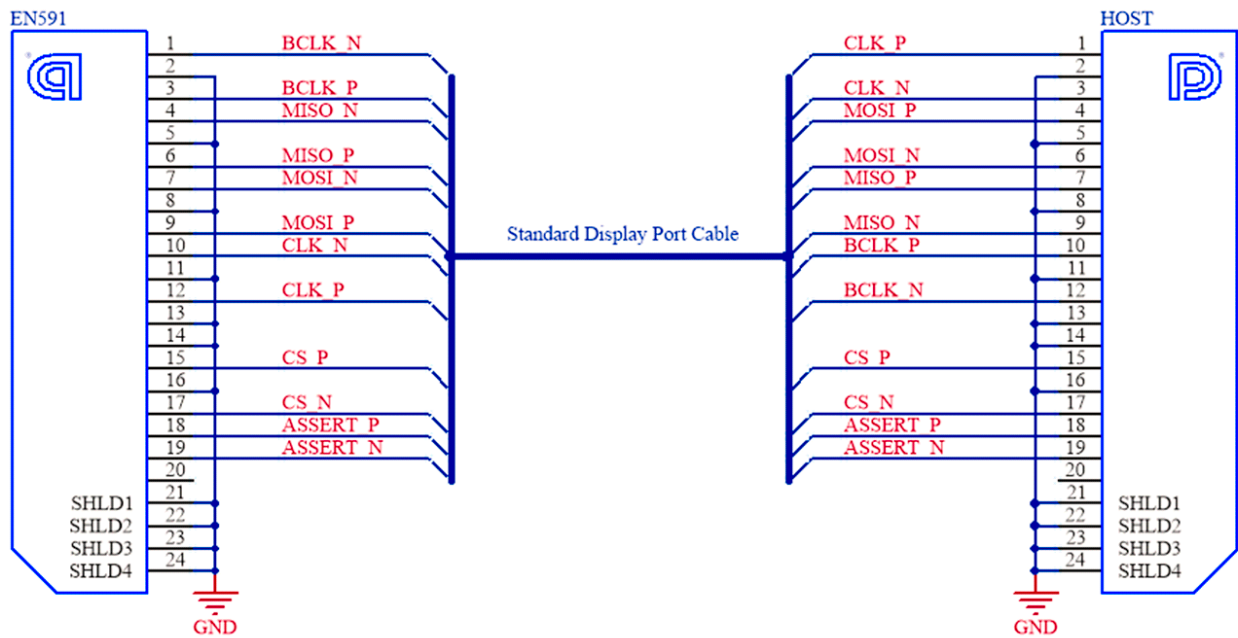 EN591
HOST
1 BCLK_N
2
3 BCLK_P
4 MISO_N
5
6 MISO_P
7 MOSI_N
8
9 MOSI_P
10 CLK_N
11
12 CLK_P
13
14
15 CS_P
16
17 CS_N
18 ASSERT_P
19 ASSERT_N
20
SHLD1 21
SHLD2 22
SHLD3 23
SHLD4 24
GND
Standard Display Port Cable
CLK_P 1
2
CLK_N 3
MOSI_P 4
5
MOSI_N 6
MISO_P 7
8
MISO_N 9
BCLK_P 10
11
BCLK_N 12
13
14
CS_P 15
16
CS_N 17
ASSERT_P 18
ASSERT_N 19
20
21 SHLD1
22 SHLD2
23 SHLD3
24 SHLD4
GND